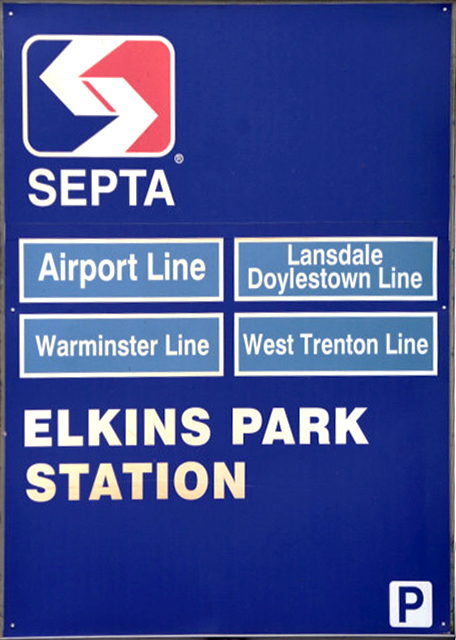 ®
SEPTA
Airport Line
Lansdale
Doylestown Line
Warminster Line
West Trenton Line
ELKINS PARK
STATION
P